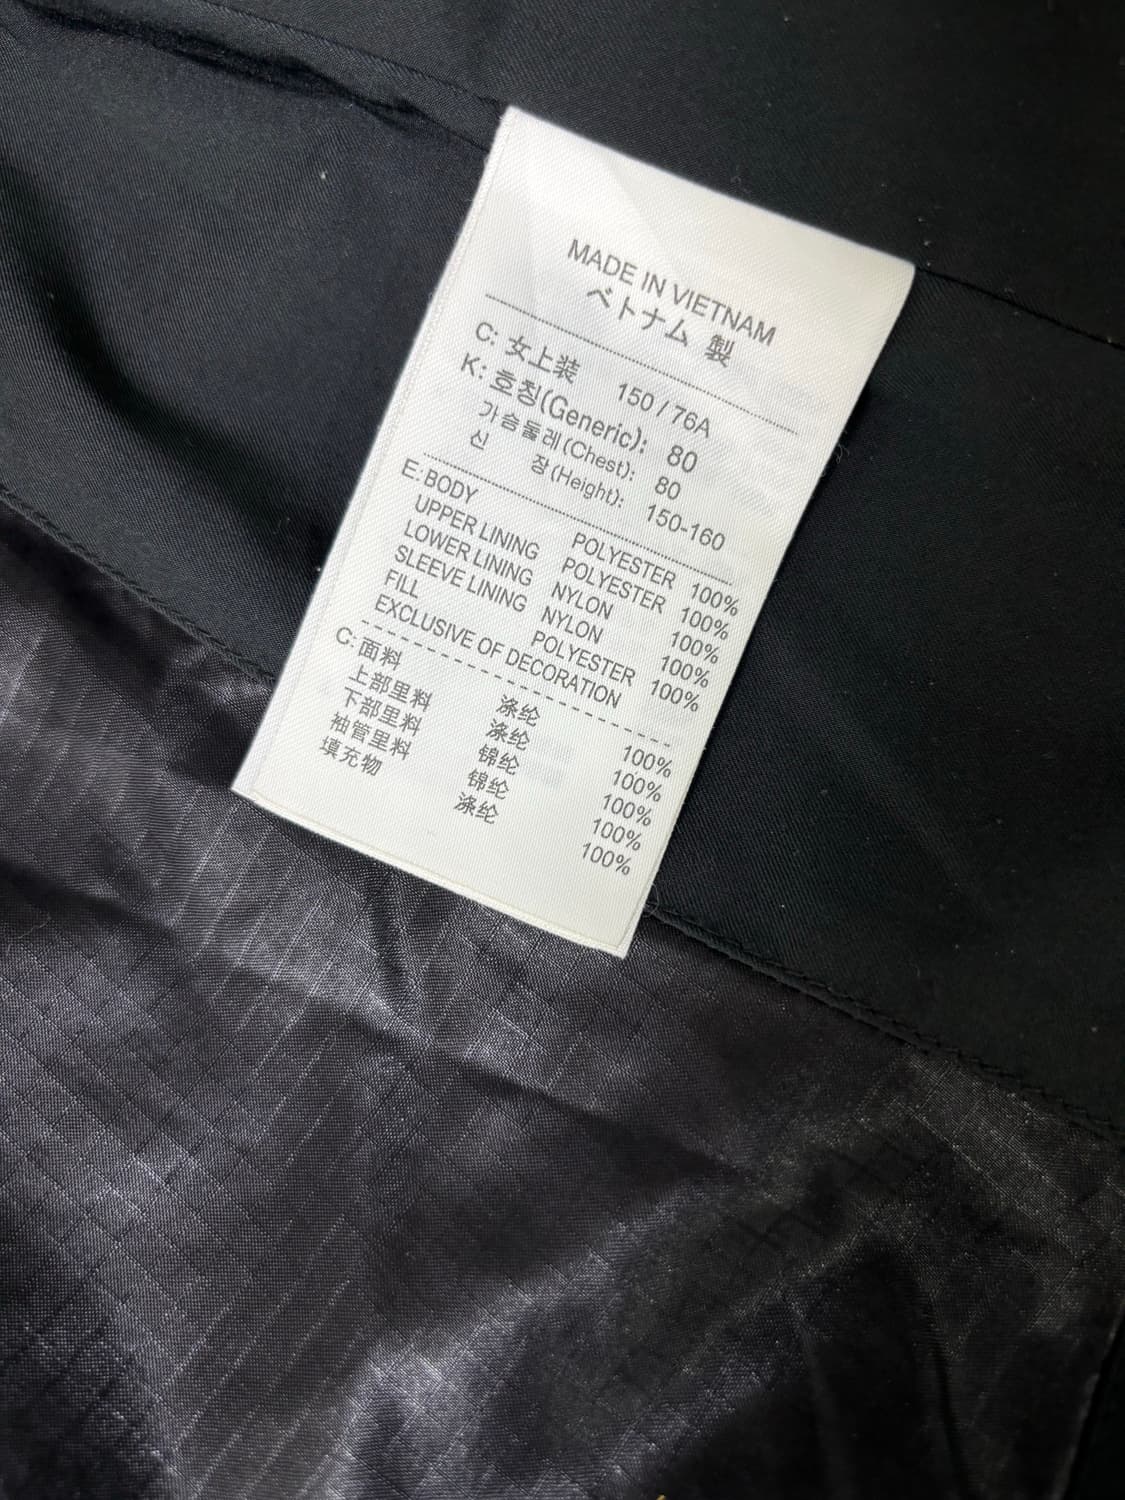 MADE IN VIETNAM
ベトナム 製
C: 女上装 150 / 76A
K: 호칭(Generic): 80
가슴둘레(Chest): 80
신 장(Height): 150-160
E: BODY POLYESTER 100%
UPPER LINING POLYESTER 100%
LOWER LINING NYLON 100%
SLEEVE LINING NYLON 100%
FILL POLYESTER 100%
EXCLUSIVE OF DECORATION
C: 面料 涤纶 100%
上部里料 涤纶 100%
下部里料 锦纶 100%
袖管里料 锦纶 100%
填充物 涤纶 100%